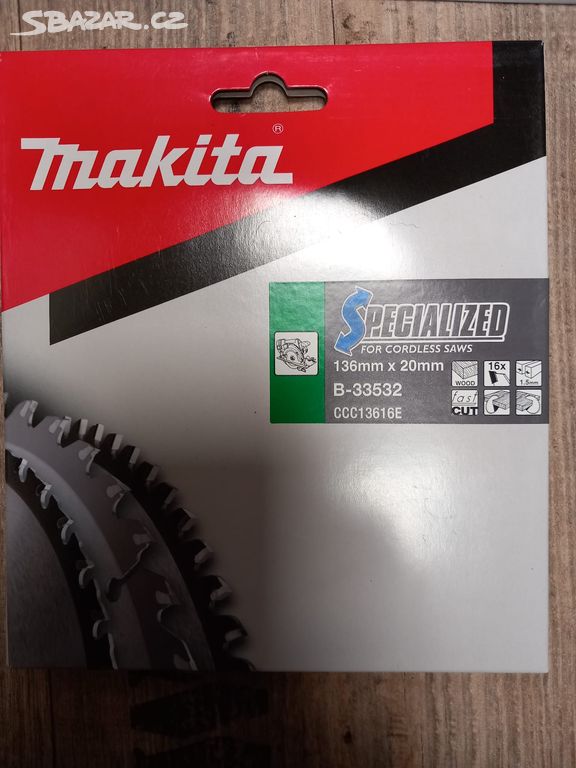 SBAZAR.CZ
makita®
SPECIALIZED
FOR CORDLESS SAWS
136mm x 20mm
B-33532
CCC13616E
WOOD
16x
1.5mm
fast
CUT